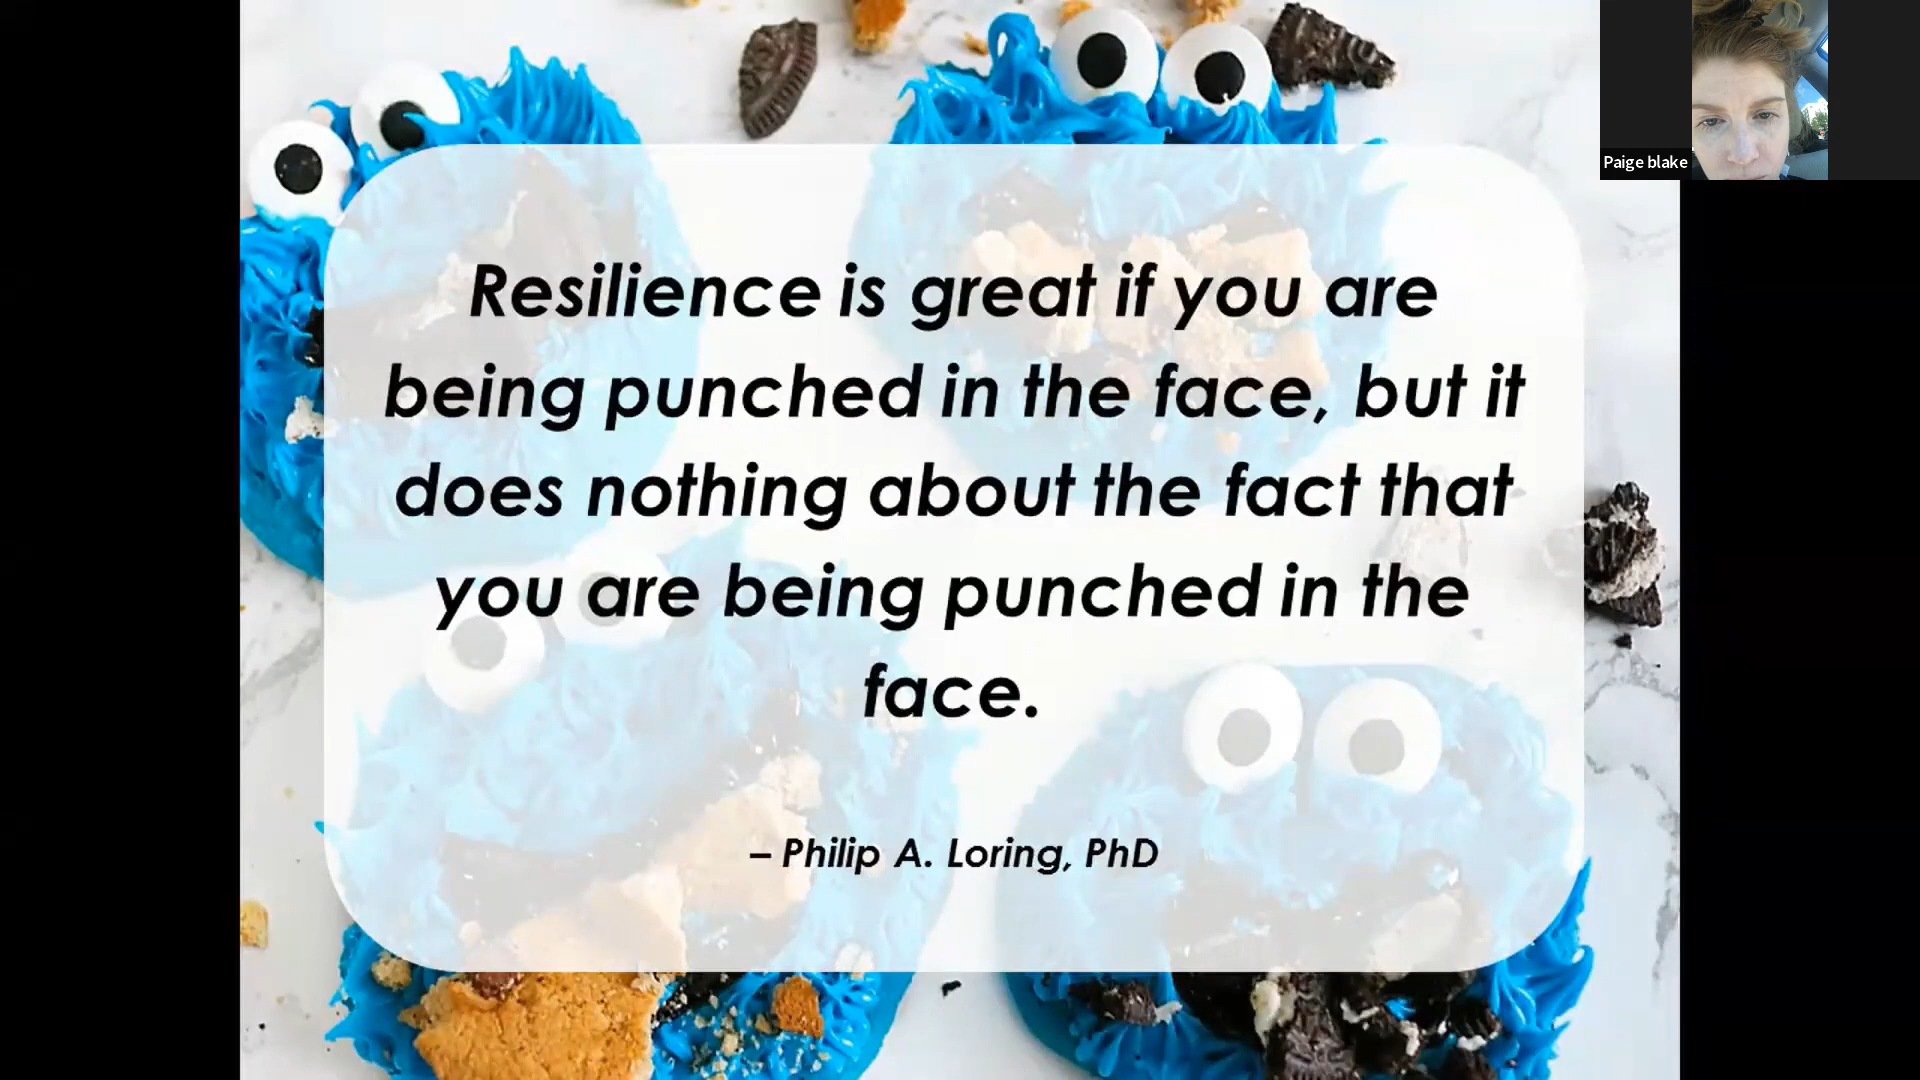 Resilience is great if you are
being punched in the face, but it
does nothing about the fact that
you are being punched in the
face.
– Philip A. Loring, PhD
Paige blake